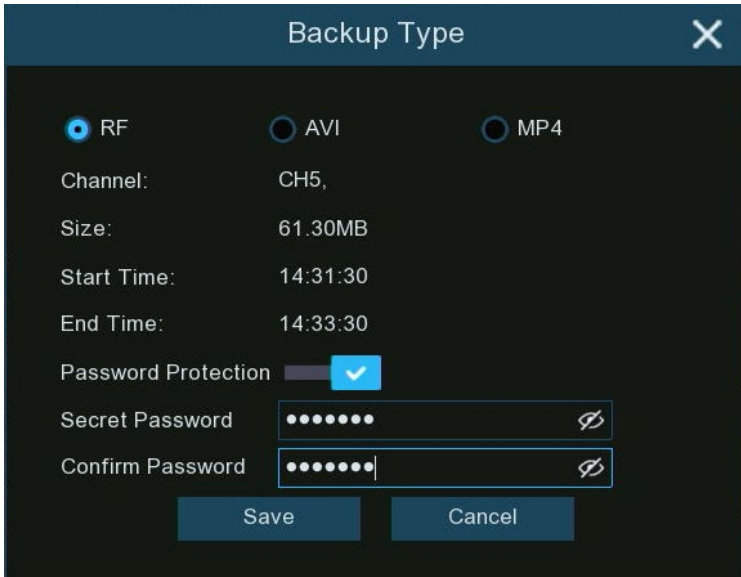 Backup Type
RF AVI MP4
Channel: CH5,
Size: 61.30MB
Start Time: 14:31:30
End Time: 14:33:30
Password Protection
Secret Password •••••••
Confirm Password •••••••
Save Cancel